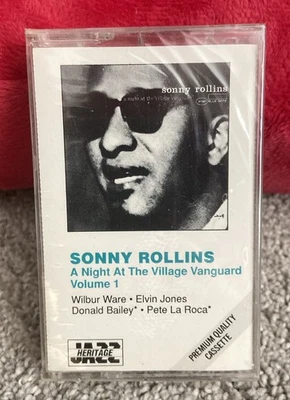 sonny rollins
a night at the village vanguard
SONNY ROLLINS
A Night At The Village Vanguard
Volume 1
Wilbur Ware • Elvin Jones
Donald Bailey* • Pete La Roca*
PREMIUM QUALITY
CASSETTE
HERITAGE
JAZZ